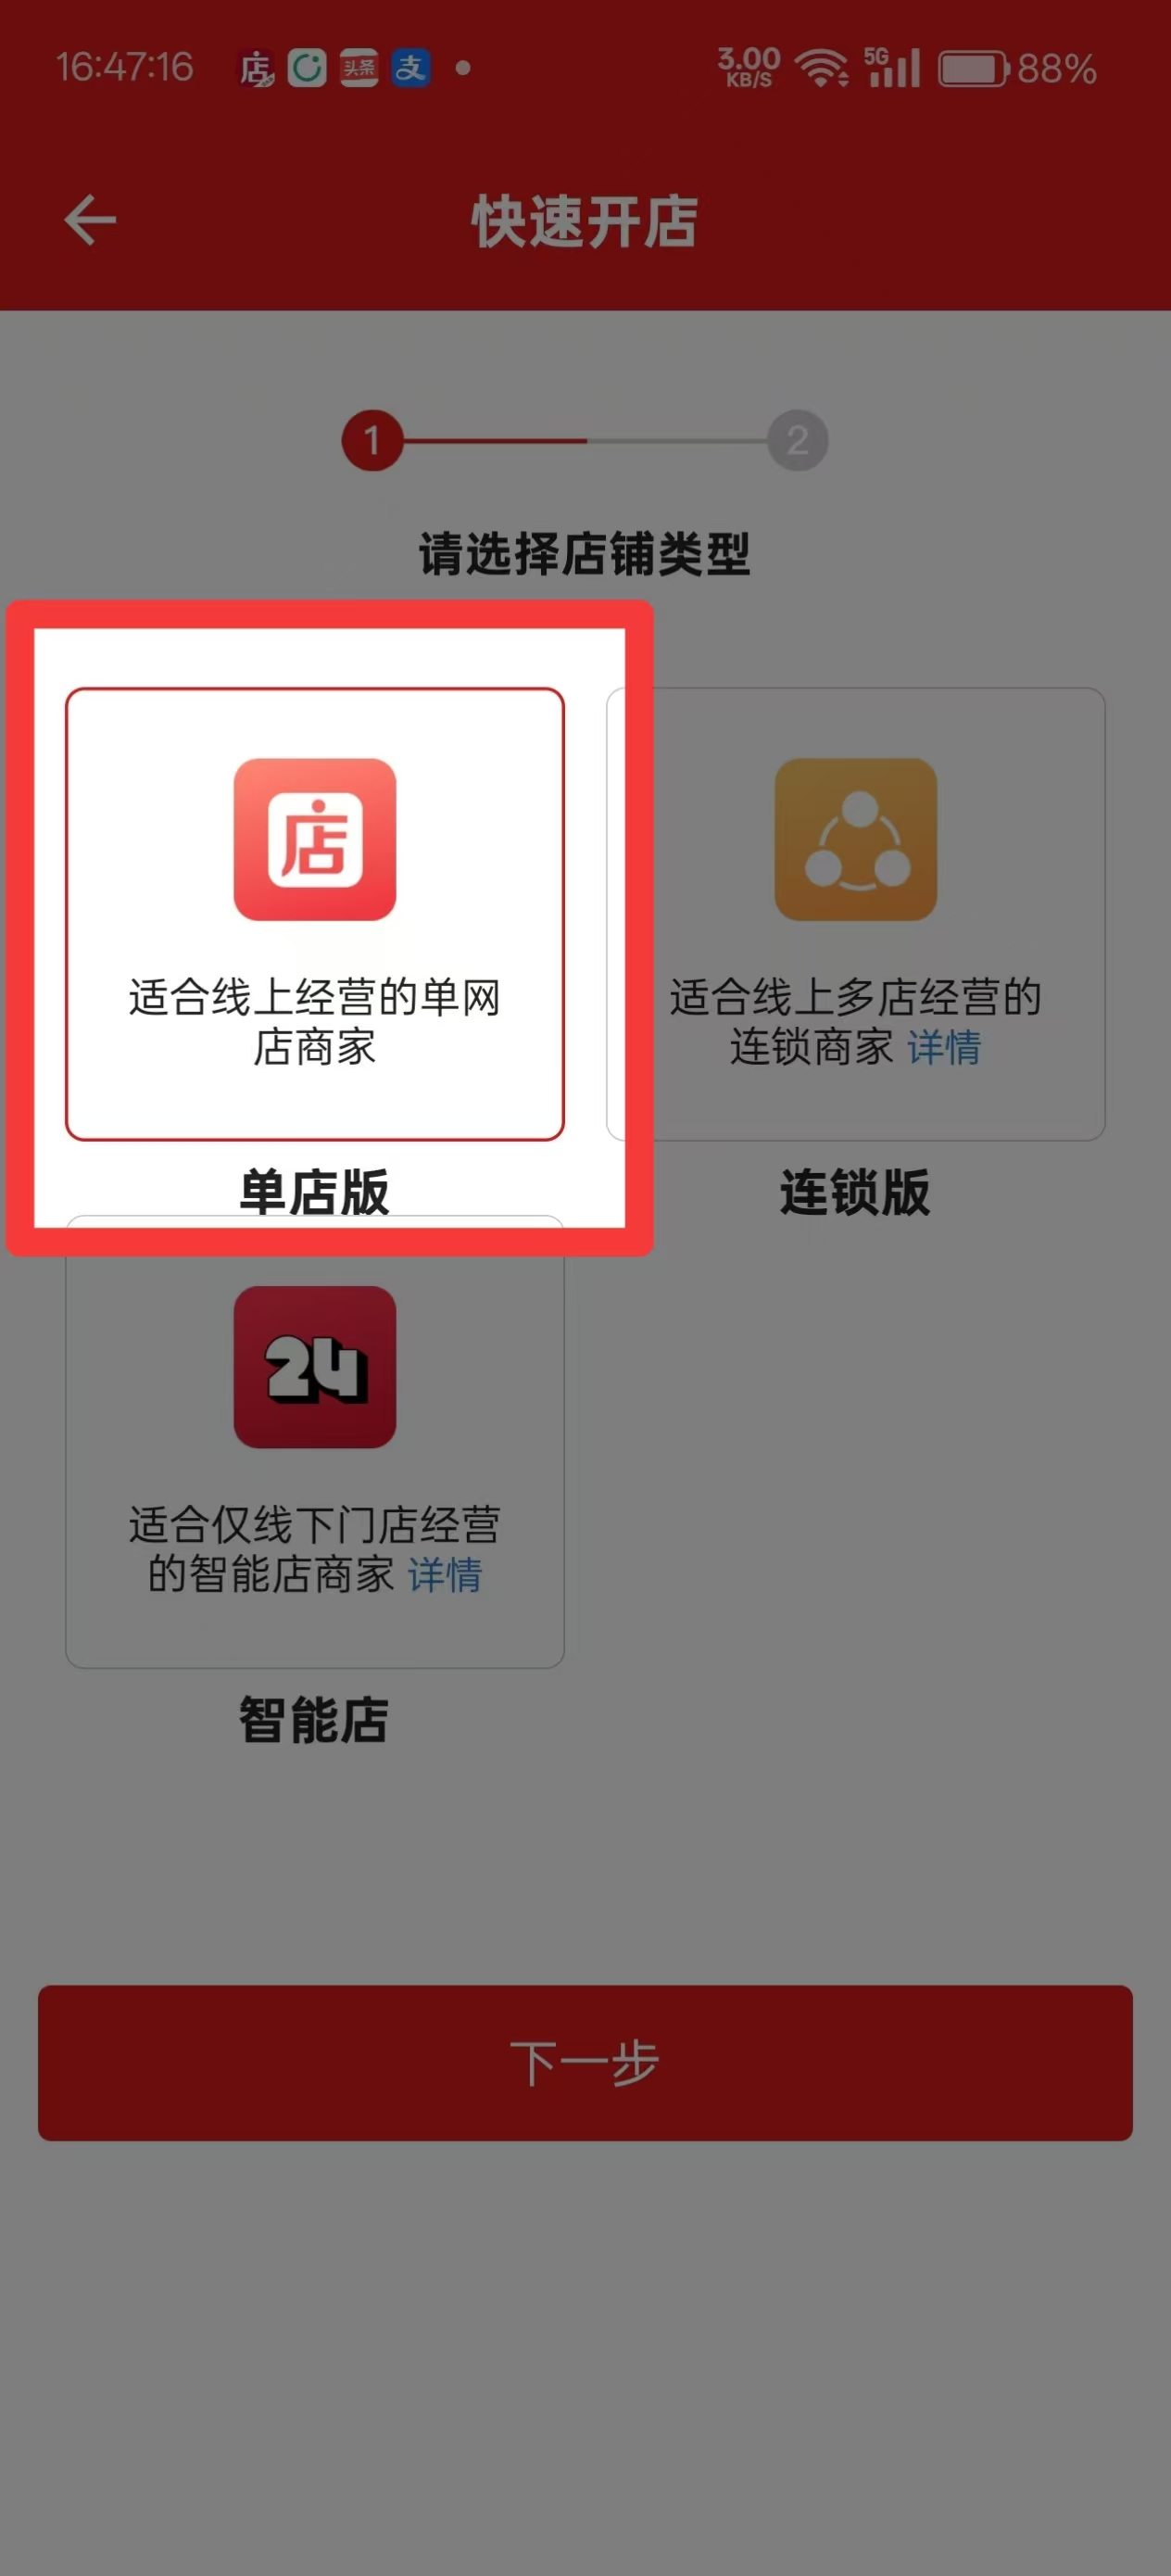 16:47:16 店 头条 支 3.00 KB/S 5G 88%
快速开店
1 2
请选择店铺类型
店
适合线上经营的单网
店商家
单店版
适合线上多店经营的
连锁商家 详情
连锁版
24
适合仅线下门店经营
的智能店商家 详情
智能店
下一步